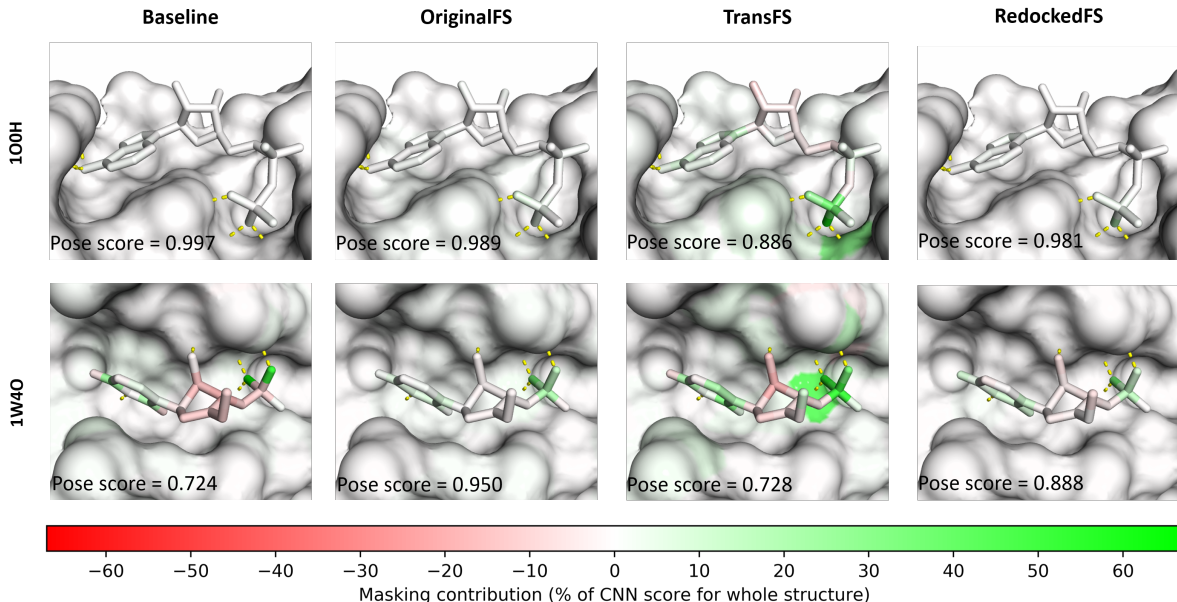 Baseline OriginalFS TransFS RedockedFS
1O0H
Pose score = 0.997 Pose score = 0.989 Pose score = 0.886 Pose score = 0.981
1W4O
Pose score = 0.724 Pose score = 0.950 Pose score = 0.728 Pose score = 0.888
−60 −50 −40 −30 −20 −10 0 10 20 30 40 50 60
Masking contribution (% of CNN score for whole structure)